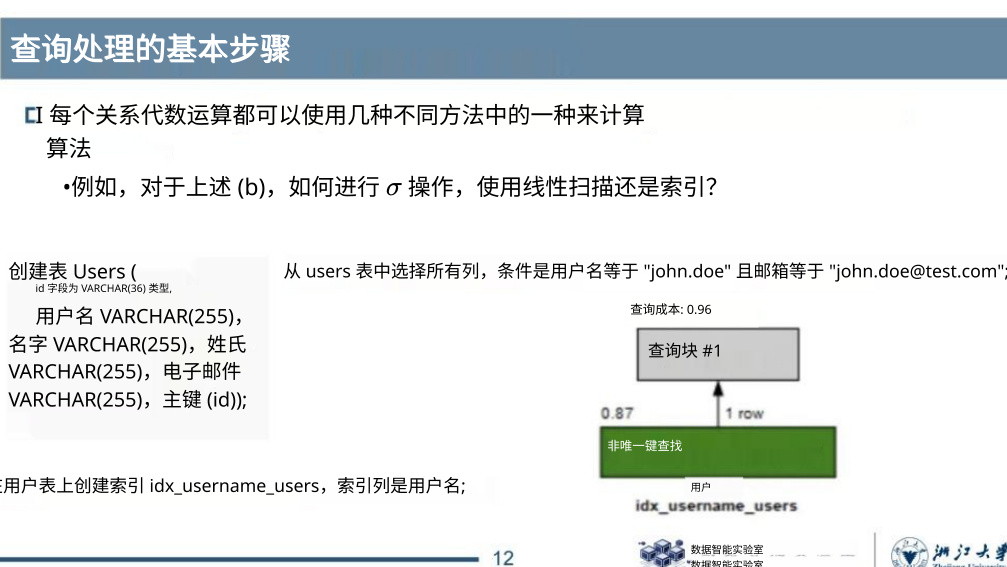 查询处理的基本步骤
I 每个关系代数运算都可以使用几种不同方法中的一种来计算
算法
•例如，对于上述 (b)，如何进行 σ 操作，使用线性扫描还是索引？
创建表 Users (
id 字段为 VARCHAR(36) 类型,
用户名 VARCHAR(255)，
名字 VARCHAR(255)，姓氏
VARCHAR(255)，电子邮件
VARCHAR(255)，主键 (id));
从 users 表中选择所有列，条件是用户名等于 "john.doe" 且邮箱等于 "john.doe@test.com";
查询成本: 0.96
查询块 #1
0.87
1 row
非唯一键查找
用户
idx_username_users
用户表上创建索引 idx_username_users，索引列是用户名;
12
数据智能实验室
数据智能实验室
浙江大学